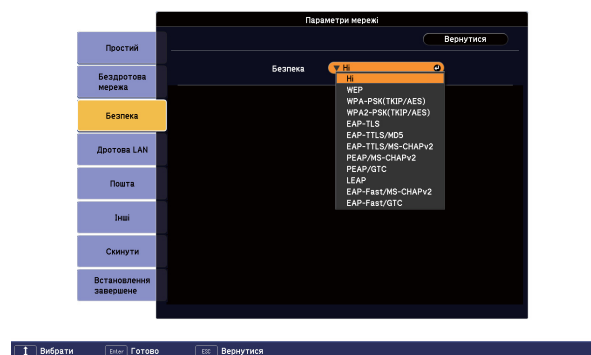 Параметри мережі
Вернутися
Простий
Бездротова
мережа
Безпека
Дротова LAN
Пошта
Інші
Скинути
Встановлення
завершене
Безпека
Ні
Ні
WEP
WPA-PSK(TKIP/AES)
WPA2-PSK(TKIP/AES)
EAP-TLS
EAP-TTLS/MD5
EAP-TTLS/MS-CHAPv2
PEAP/MS-CHAPv2
PEAP/GTC
LEAP
EAP-Fast/MS-CHAPv2
EAP-Fast/GTC
Вибрати Enter Готово ESC Вернутися